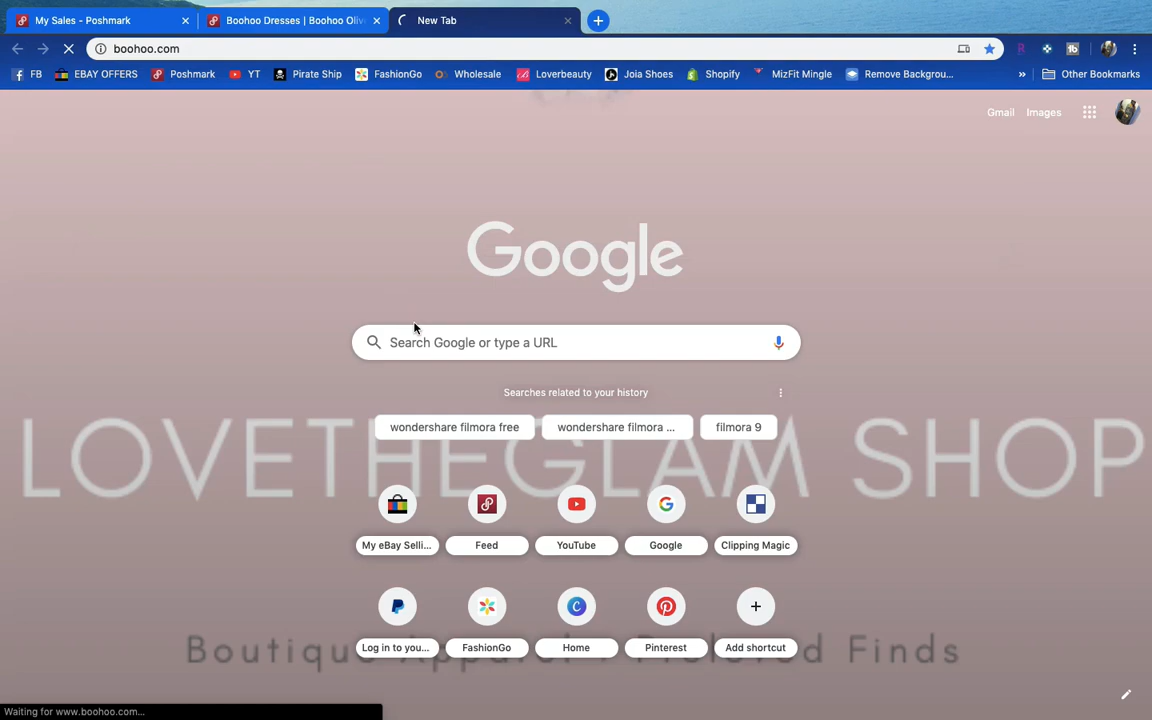 My Sales - Poshmark
Boohoo Dresses | Boohoo Oliv
New Tab
boohoo.com
FB
EBAY OFFERS
Poshmark
YT
Pirate Ship
FashionGo
Wholesale
Loverbeauty
Joia Shoes
Shopify
MizFit Mingle
Remove Backgrou...
»
Other Bookmarks
Gmail
Images
Google
Search Google or type a URL
Searches related to your history
wondershare filmora free
wondershare filmora ...
filmora 9
LOVETHEGLAM SHOP
My eBay Selli...
Feed
YouTube
Google
Clipping Magic
Log in to you...
FashionGo
Home
Pinterest
Add shortcut
Waiting for www.boohoo.com...